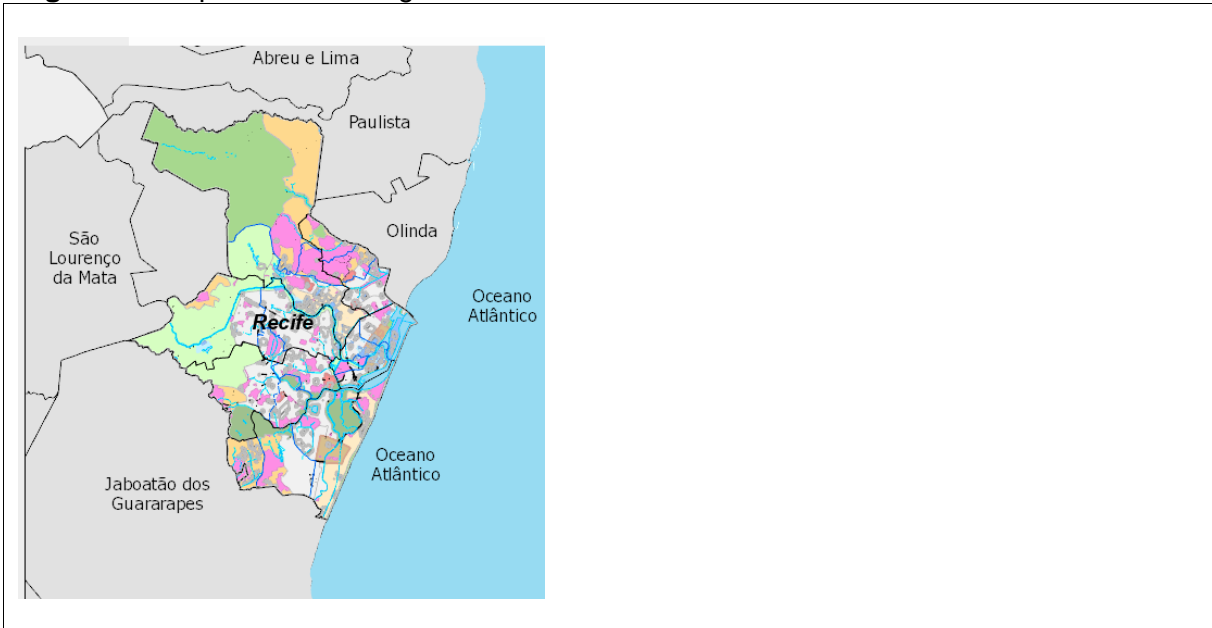 Abreu e Lima
Paulista
Olinda
São
Lourenço
da Mata
Oceano
Atlântico
Recife
Oceano
Atlântico
Jaboatão dos
Guararapes